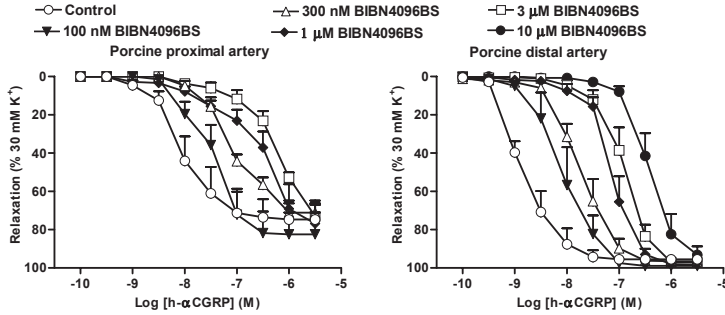 Control
300 nM BIBN4096BS
3 µM BIBN4096BS
100 nM BIBN4096BS
1 µM BIBN4096BS
10 µM BIBN4096BS
Porcine proximal artery
Porcine distal artery
Relaxation (% 30 mM K+)
0
20
40
60
80
100
-10
-9
-8
-7
-6
-5
Log [h-αCGRP] (M)
Relaxation (% 30 mM K+)
0
20
40
60
80
100
-10
-9
-8
-7
-6
-5
Log [h-αCGRP] (M)